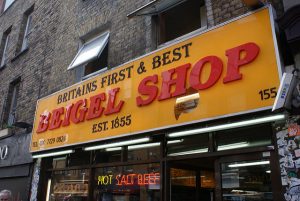 BRITAINS FIRST & BEST
BEIGEL SHOP
EST. 1855
155
HOT SALT BEEF